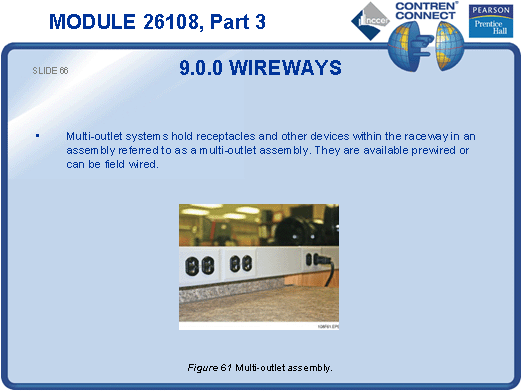 MODULE 26108, Part 3
nccer
CONTREN®
CONNECT
PEARSON
Prentice
Hall
SLIDE 66
9.0.0 WIREWAYS
• Multi-outlet systems hold receptacles and other devices within the raceway in an
assembly referred to as a multi-outlet assembly. They are available prewired or
can be field wired.
Figure 61 Multi-outlet assembly.